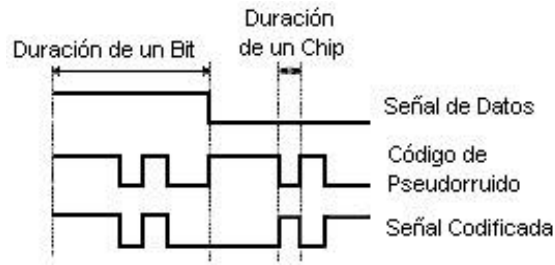 Duración de un Bit
Duración
de un Chip
Señal de Datos
Código de
Pseudorruido
Señal Codificada